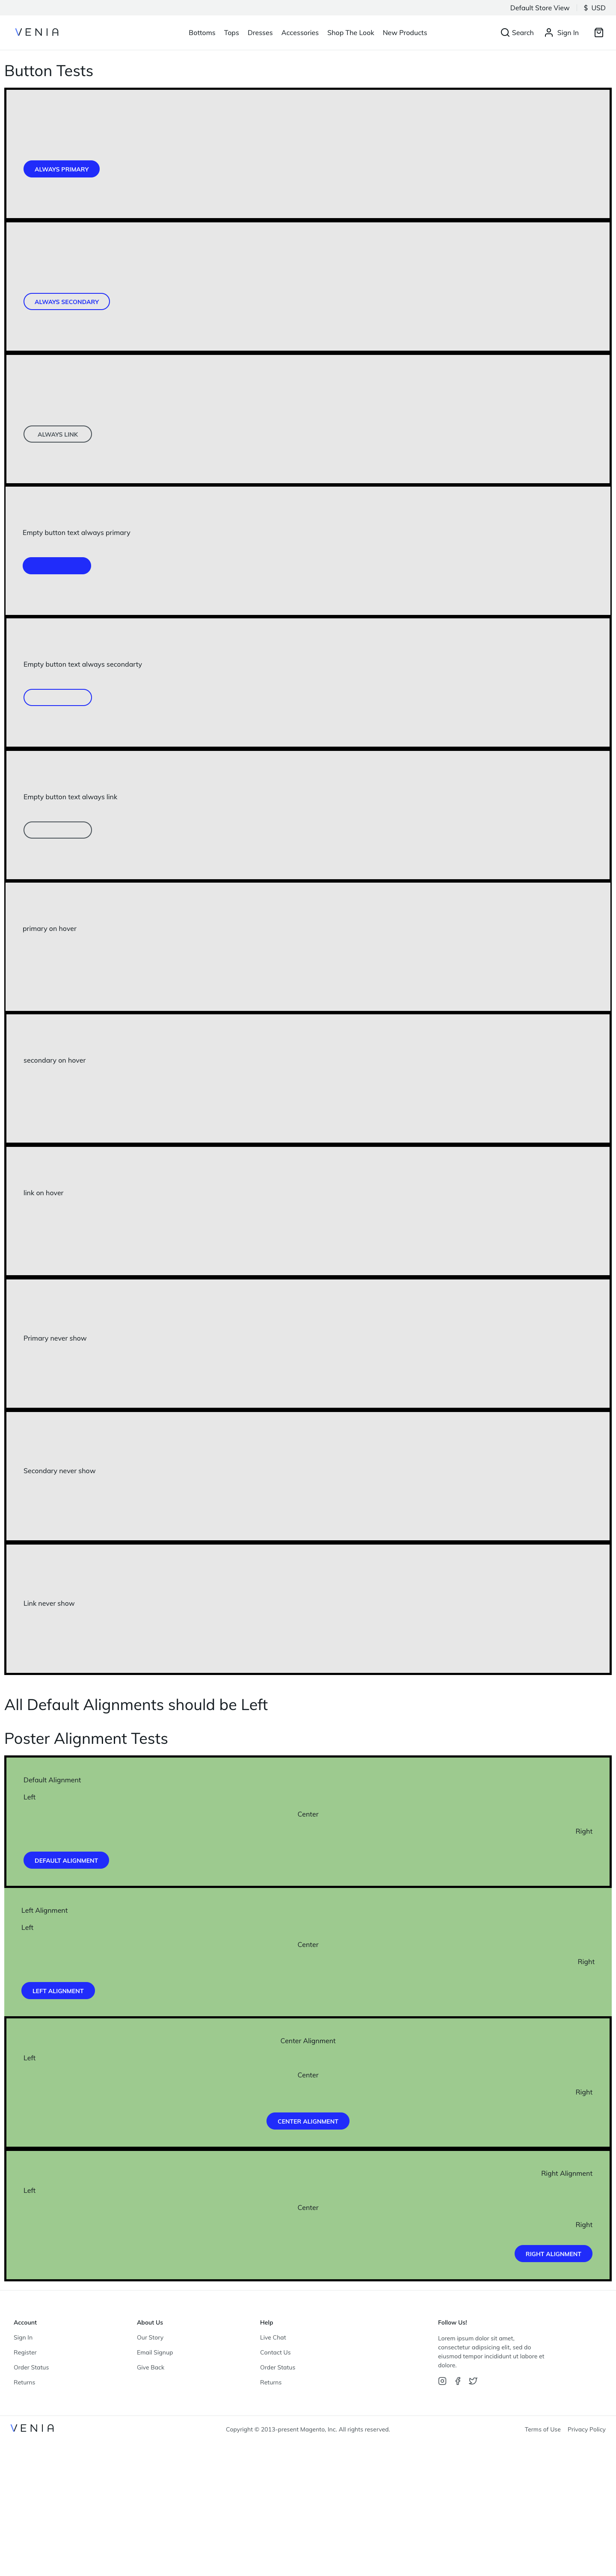 Default Store View $ USD
VENIA Bottoms Tops Dresses Accessories Shop The Look New Products Search Sign In
Button Tests
ALWAYS PRIMARY
ALWAYS SECONDARY
ALWAYS LINK
Empty button text always primary
Empty button text always secondarty
Empty button text always link
primary on hover
secondary on hover
link on hover
Primary never show
Secondary never show
Link never show
All Default Alignments should be Left
Poster Alignment Tests
Default Alignment
Left
Center
Right
DEFAULT ALIGNMENT
Left Alignment
Left
Center
Right
LEFT ALIGNMENT
Center Alignment
Left
Center
Right
CENTER ALIGNMENT
Right Alignment
Left
Center
Right
RIGHT ALIGNMENT
Account
Sign In
Register
Order Status
Returns
About Us
Our Story
Email Signup
Give Back
Help
Live Chat
Contact Us
Order Status
Returns
Follow Us!
Lorem ipsum dolor sit amet,
consectetur adipsicing elit, sed do
eiusmod tempor incididunt ut labore et
dolore.
VENIA Copyright © 2013-present Magento, Inc. All rights reserved. Terms of Use Privacy Policy